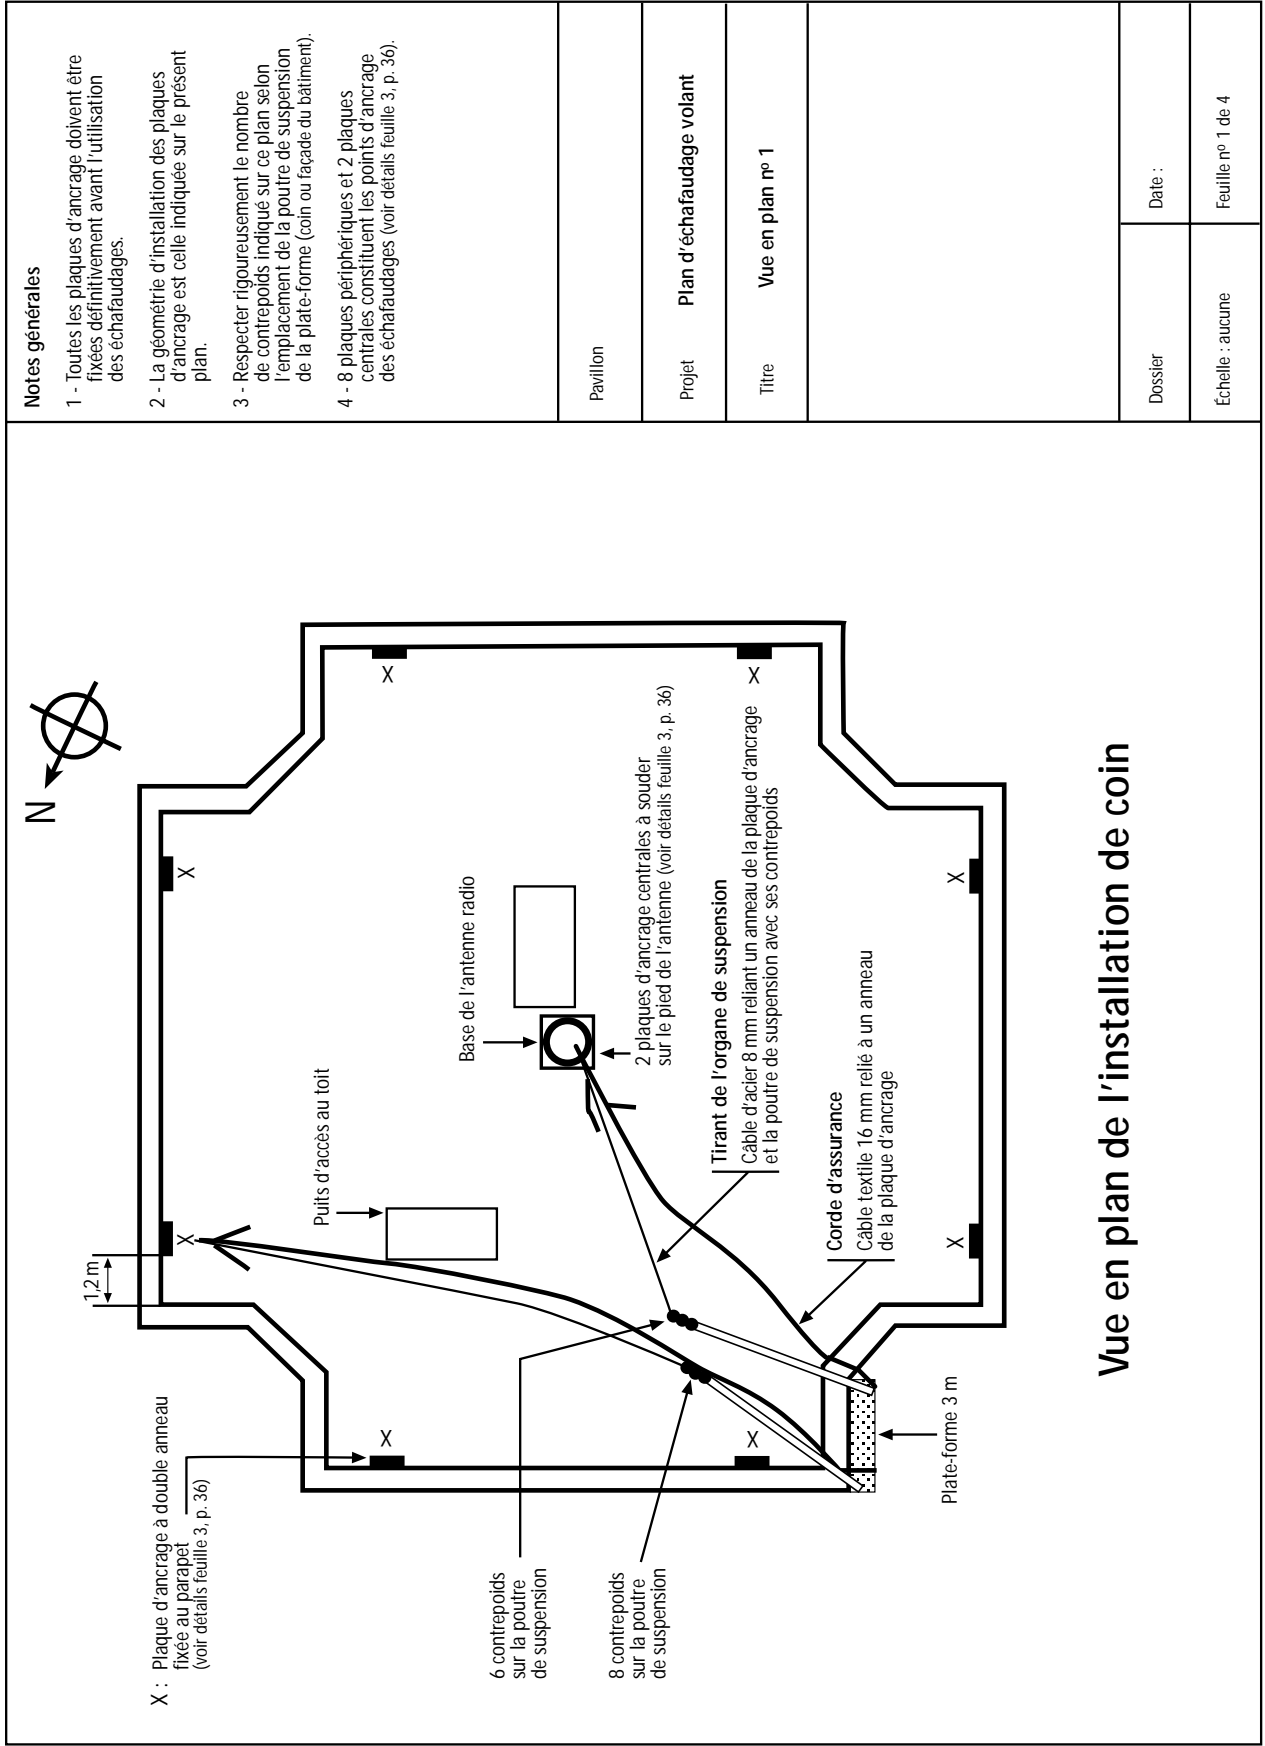 X : Plaque d'ancrage à double anneau
fixée au parapet
(voir détails feuille 3, p. 36)
1,2 m
N
Puits d'accès au toit
Base de l'antenne radio
2 plaques d'ancrage centrales à souder
sur le pied de l'antenne (voir détails feuille 3, p. 36)
6 contrepoids
sur la poutre
de suspension
8 contrepoids
sur la poutre
de suspension
Tirant de l'organe de suspension
Câble d'acier 8 mm reliant un anneau de la plaque d'ancrage
et la poutre de suspension avec ses contrepoids
Corde d'assurance
Câble textile 16 mm relié à un anneau
de la plaque d'ancrage
Plate-forme 3 m
X
X
X
X
X
X
X
X
Vue en plan de l'installation de coin
Notes générales
1 - Toutes les plaques d'ancrage doivent être
fixées définitivement avant l'utilisation
des échafaudages.
2 - La géométrie d'installation des plaques
d'ancrage est celle indiquée sur le présent
plan.
3 - Respecter rigoureusement le nombre
de contrepoids indiqué sur ce plan selon
l'emplacement de la poutre de suspension
de la plate-forme (coin ou façade du bâtiment).
4 - 8 plaques périphériques et 2 plaques
centrales constituent les points d'ancrage
des échafaudages (voir détails feuille 3, p. 36).
Pavillon
Projet Plan d'échafaudage volant
Titre Vue en plan nº 1
Dossier Date :
Échelle : aucune Feuille nº 1 de 4